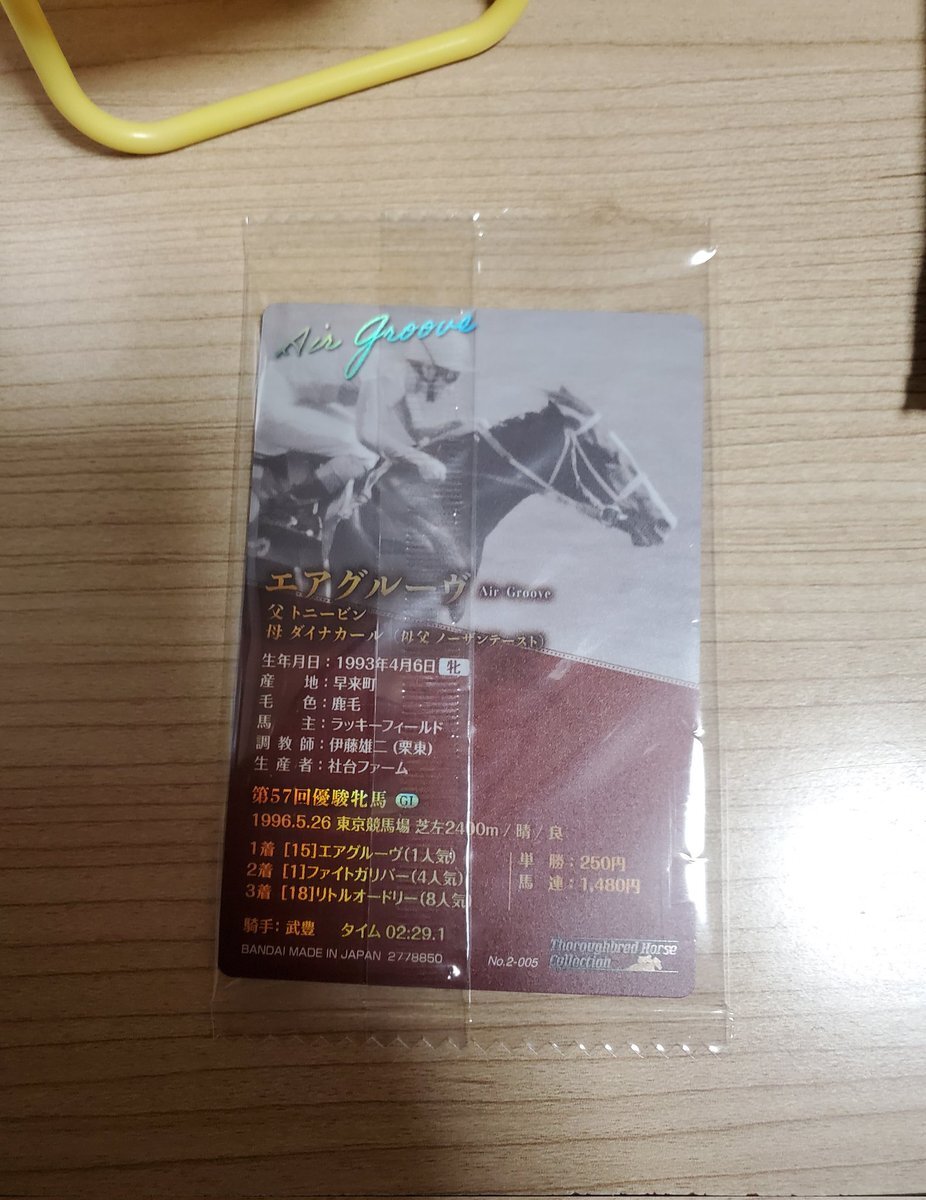 Air Groove
エアグルーヴ Air Groove
父 トニービン
母 ダイナカール (母父 ノーザンテースト)
生年月日：1993年4月6日 牝
産　　地：早来町
毛　　色：鹿毛
馬　　主：ラッキーフィールド
調 教 師：伊藤雄二 (栗東)
生 産 者：社台ファーム
第57回優駿牝馬 GI
1996.5.26 東京競馬場 芝左2400m / 晴 / 良
1着 [15]エアグルーヴ(1人気)
2着 [1]ファイトガリバー(4人気)
3着 [18]リトルオードリー(8人気)
単　勝：250円
馬　連：1,480円
騎手：武豊　タイム 02:29.1
BANDAI MADE IN JAPAN 2778850
No.2-005
Thoroughbred Horse
Collection